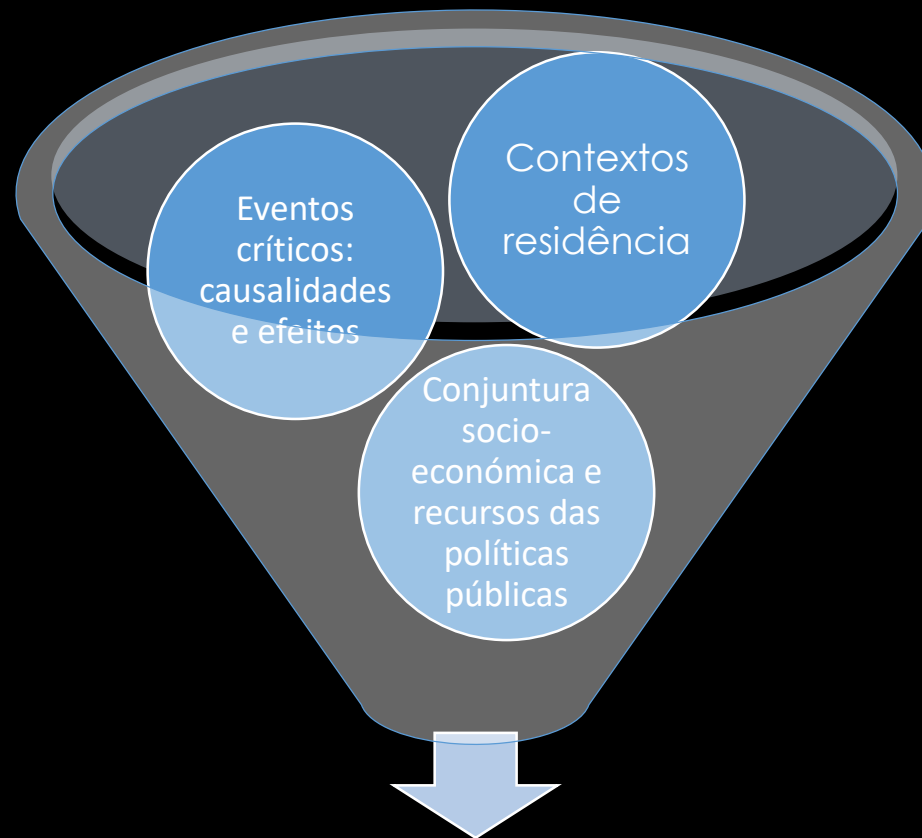 Contextos
de
residência
Eventos
críticos:
causalidades
e efeitos
Conjuntura
socio-
económica e
recursos das
políticas
públicas